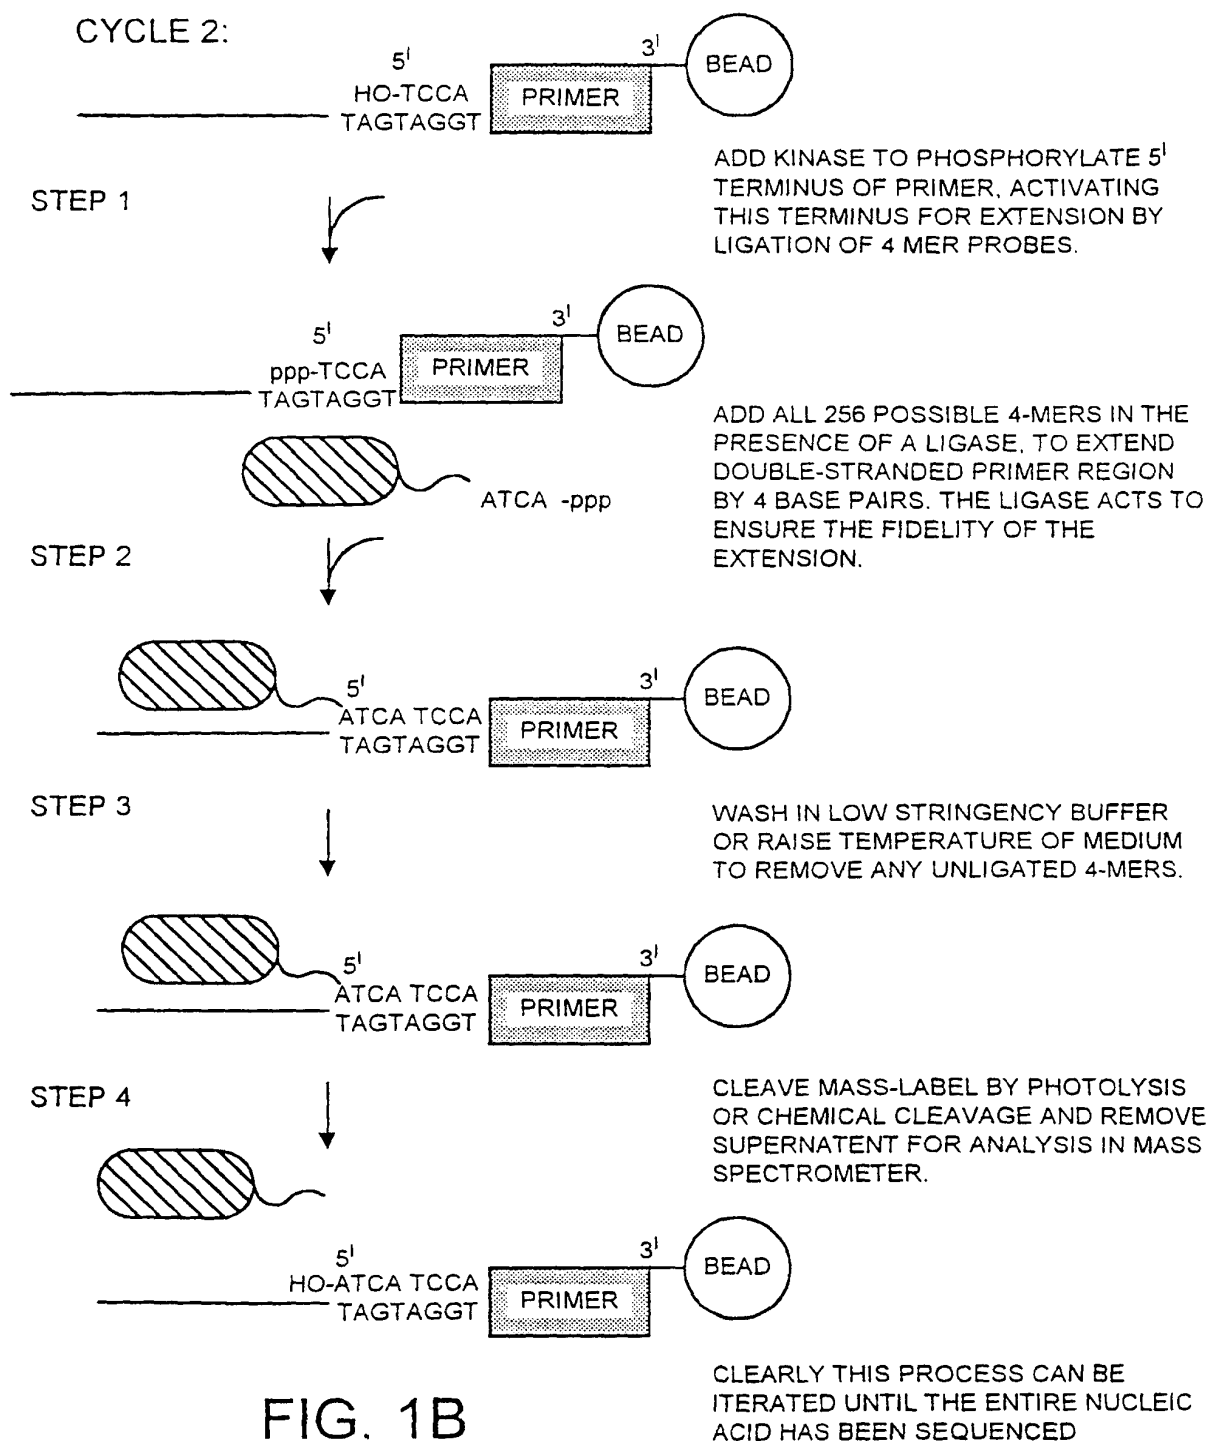 CYCLE 2:
5' 3'
HO-TCCA PRIMER BEAD
TAGTAGGT
ADD KINASE TO PHOSPHORYLATE 5'
TERMINUS OF PRIMER, ACTIVATING
THIS TERMINUS FOR EXTENSION BY
LIGATION OF 4 MER PROBES.
STEP 1
5' 3'
ppp-TCCA PRIMER BEAD
TAGTAGGT
ADD ALL 256 POSSIBLE 4-MERS IN THE
PRESENCE OF A LIGASE, TO EXTEND
DOUBLE-STRANDED PRIMER REGION
BY 4 BASE PAIRS. THE LIGASE ACTS TO
ENSURE THE FIDELITY OF THE
EXTENSION.
ATCA -ppp
STEP 2
5' 3'
ATCA TCCA PRIMER BEAD
TAGTAGGT
STEP 3
WASH IN LOW STRINGENCY BUFFER
OR RAISE TEMPERATURE OF MEDIUM
TO REMOVE ANY UNLIGATED 4-MERS.
5' 3'
ATCA TCCA PRIMER BEAD
TAGTAGGT
STEP 4
CLEAVE MASS-LABEL BY PHOTOLYSIS
OR CHEMICAL CLEAVAGE AND REMOVE
SUPERNATENT FOR ANALYSIS IN MASS
SPECTROMETER.
5' 3'
HO-ATCA TCCA PRIMER BEAD
TAGTAGGT
CLEARLY THIS PROCESS CAN BE
ITERATED UNTIL THE ENTIRE NUCLEIC
ACID HAS BEEN SEQUENCED
FIG. 1B